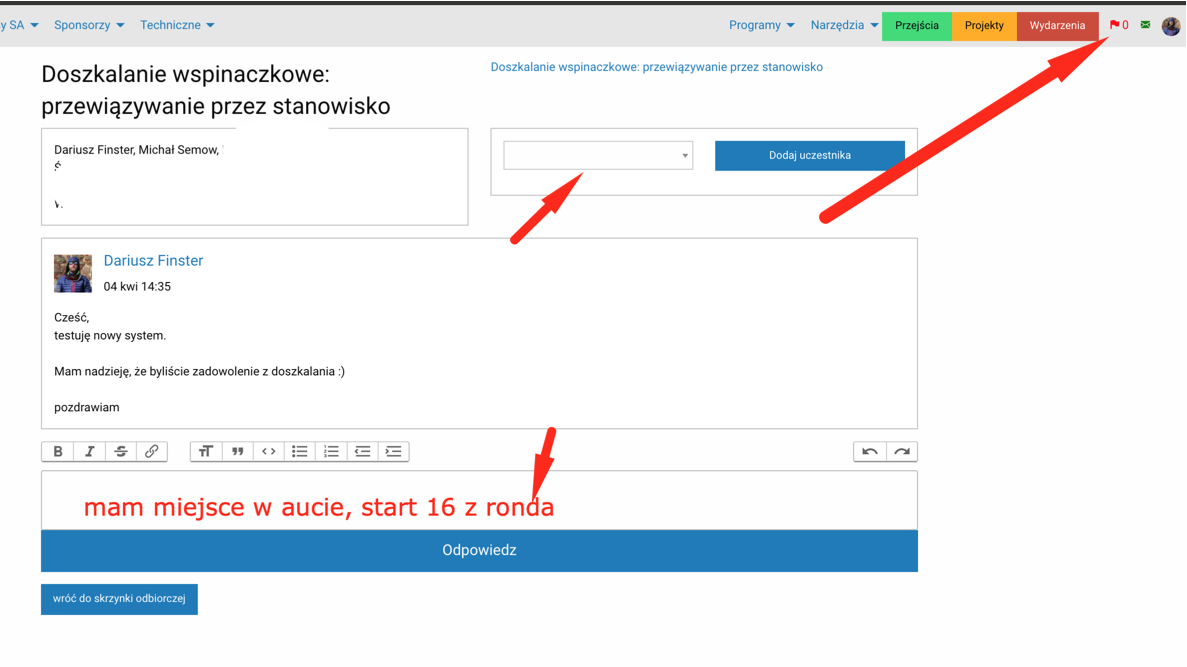 y SA Sponsorzy Techniczne Programy Narzędzia Przejścia Projekty Wydarzenia 0
Doszkalanie wspinaczkowe:
przewiązywanie przez stanowisko
Doszkalanie wspinaczkowe: przewiązywanie przez stanowisko
Dariusz Finster, Michał Semow,
Dodaj uczestnika
Dariusz Finster
04 kwi 14:35
Cześć,
testuję nowy system.
Mam nadzieję, że byliście zadowolenie z doszkalania :)
pozdrawiam
mam miejsce w aucie, start 16 z ronda
Odpowiedz
wróć do skrzynki odbiorczej